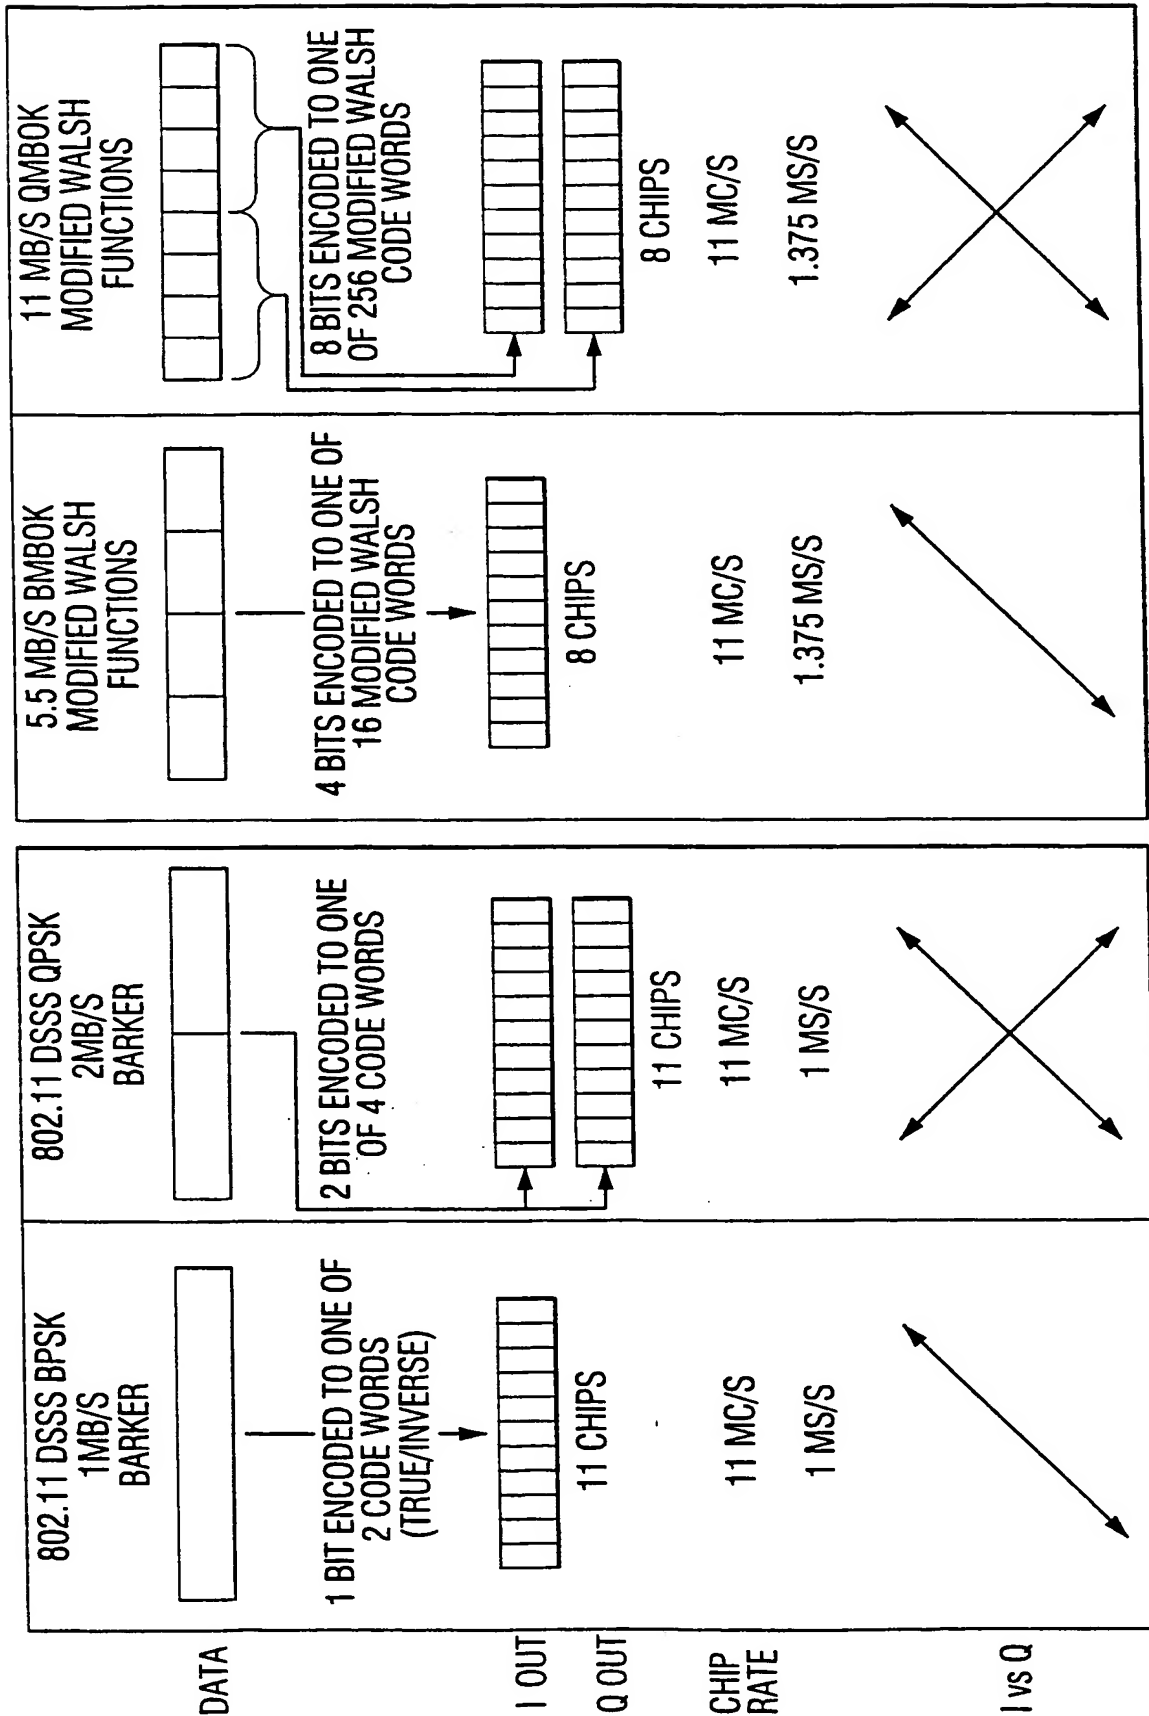 802.11 DSSS BPSK
1MB/S
BARKER
802.11 DSSS QPSK
2MB/S
BARKER
5.5 MB/S BMBOK
MODIFIED WALSH
FUNCTIONS
11 MB/S QMBOK
MODIFIED WALSH
FUNCTIONS
DATA
1 BIT ENCODED TO ONE OF
2 CODE WORDS
(TRUE/INVERSE)
2 BITS ENCODED TO ONE
OF 4 CODE WORDS
4 BITS ENCODED TO ONE OF
16 MODIFIED WALSH
CODE WORDS
8 BITS ENCODED TO ONE
OF 256 MODIFIED WALSH
CODE WORDS
I OUT
Q OUT
11 CHIPS
11 CHIPS
8 CHIPS
8 CHIPS
CHIP
RATE
11 MC/S
11 MC/S
11 MC/S
11 MC/S
1 MS/S
1 MS/S
1.375 MS/S
1.375 MS/S
I vs Q